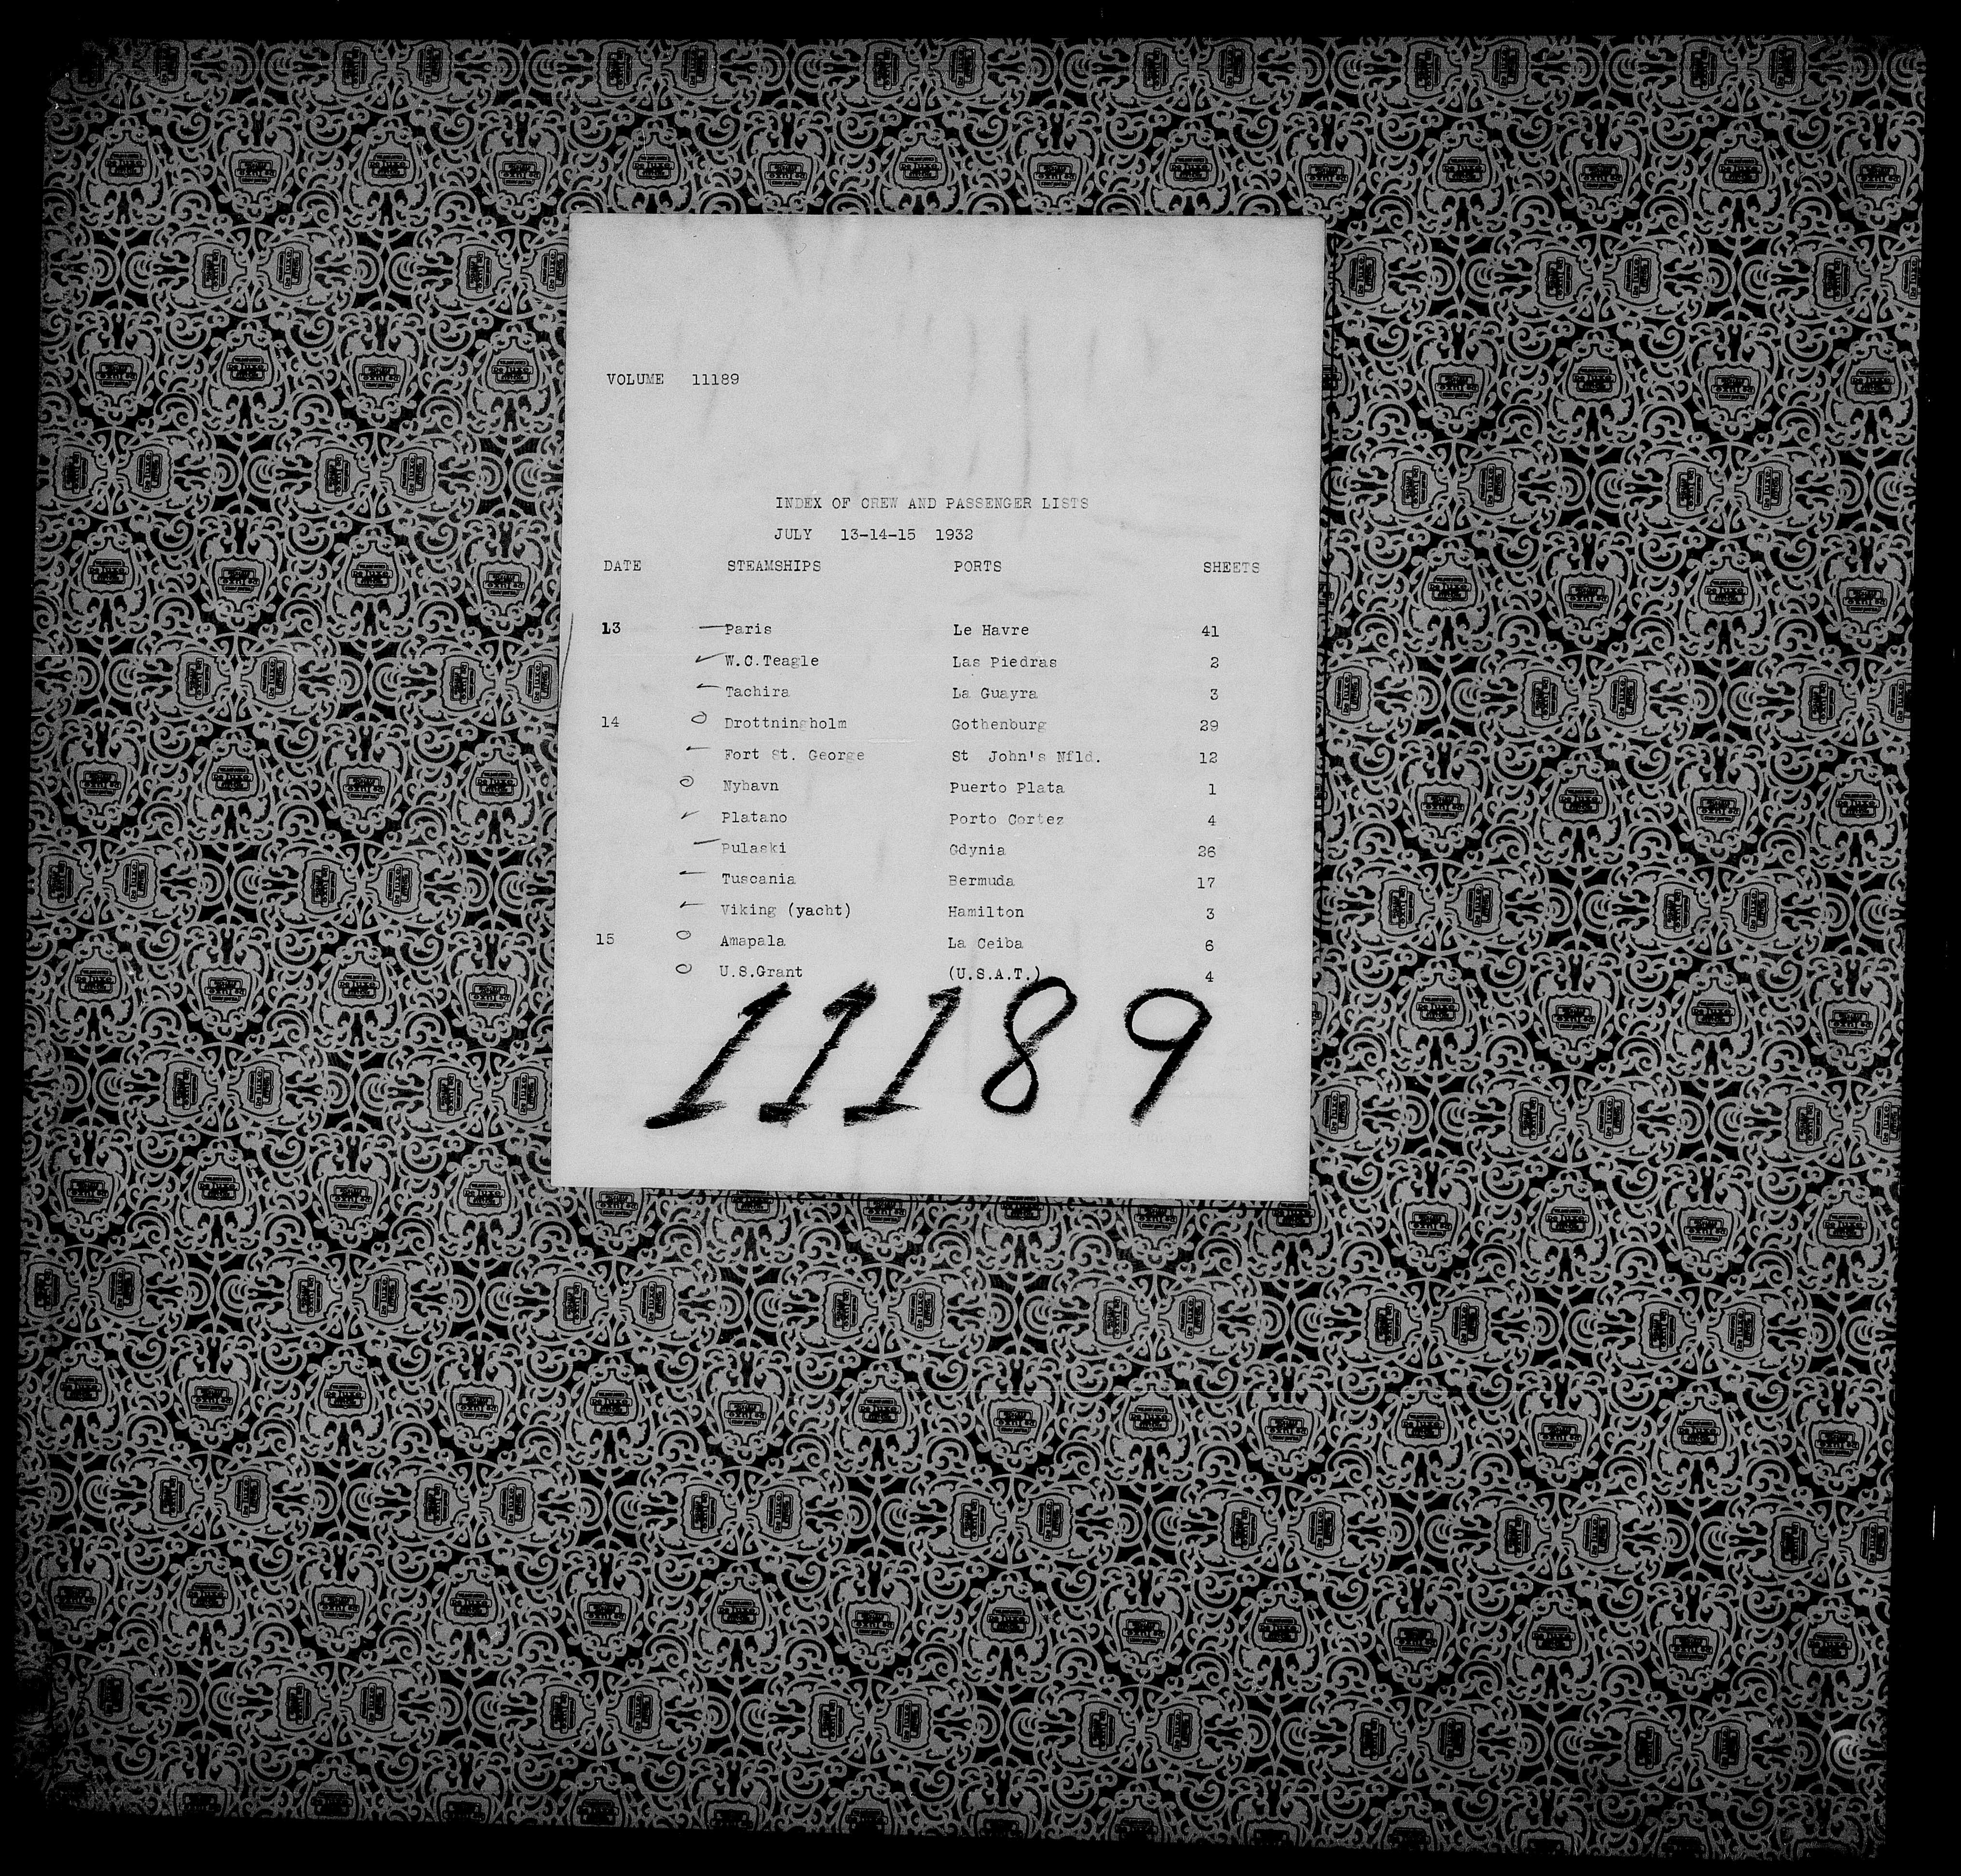 VOLUME 11189
INDEX OF CREW AND PASSENGER LISTS
JULY 13-14-15 1932
DATE STEAMSHIPS PORTS SHEETS
13 Paris Le Havre 41
W.C.Teagle Las Piedras 2
Tachira La Guayra 3
14 Drottningholm Gothenburg 29
Fort St. George St John's Nfld. 12
Nyhavn Puerto Plata 1
Platano Porto Cortez 4
Pulaski Gdynia 26
Tuscania Bermuda 17
Viking (yacht) Hamilton 3
15 Amapala La Ceiba 6
U.S.Grant (U.S.A.T.) 4
11189